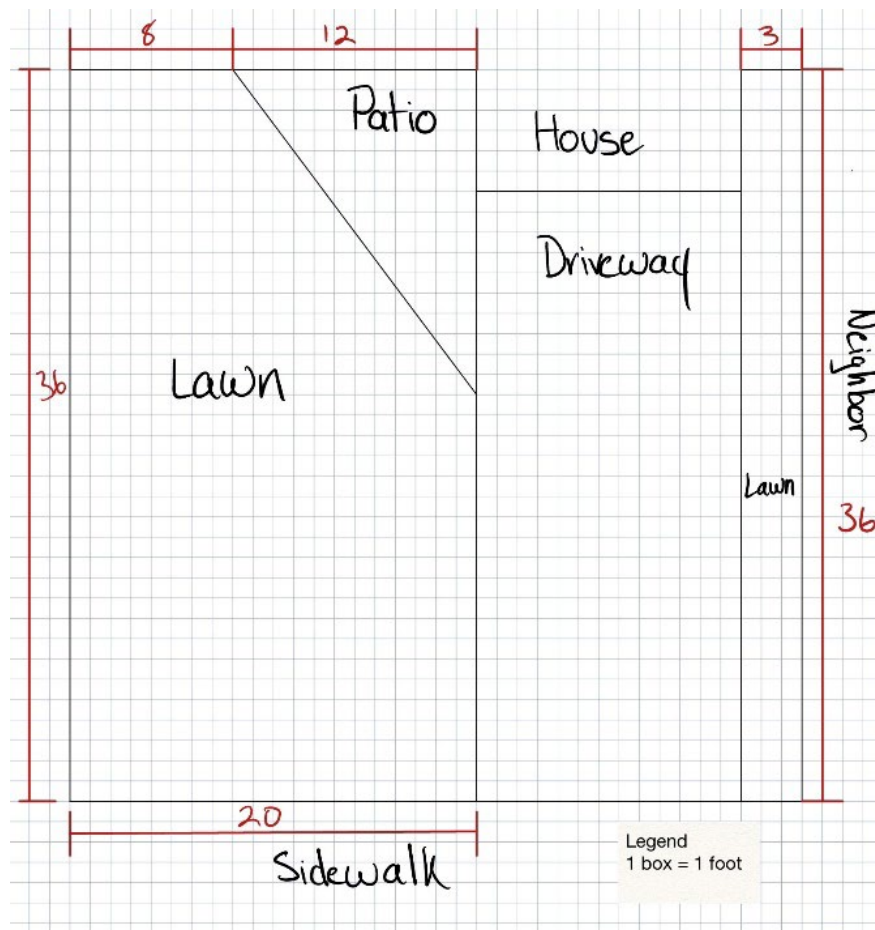 8
12
3
Patio
House
Driveway
Neighbor
36
Lawn
Lawn
36
20
Sidewalk
Legend
1 box = 1 foot